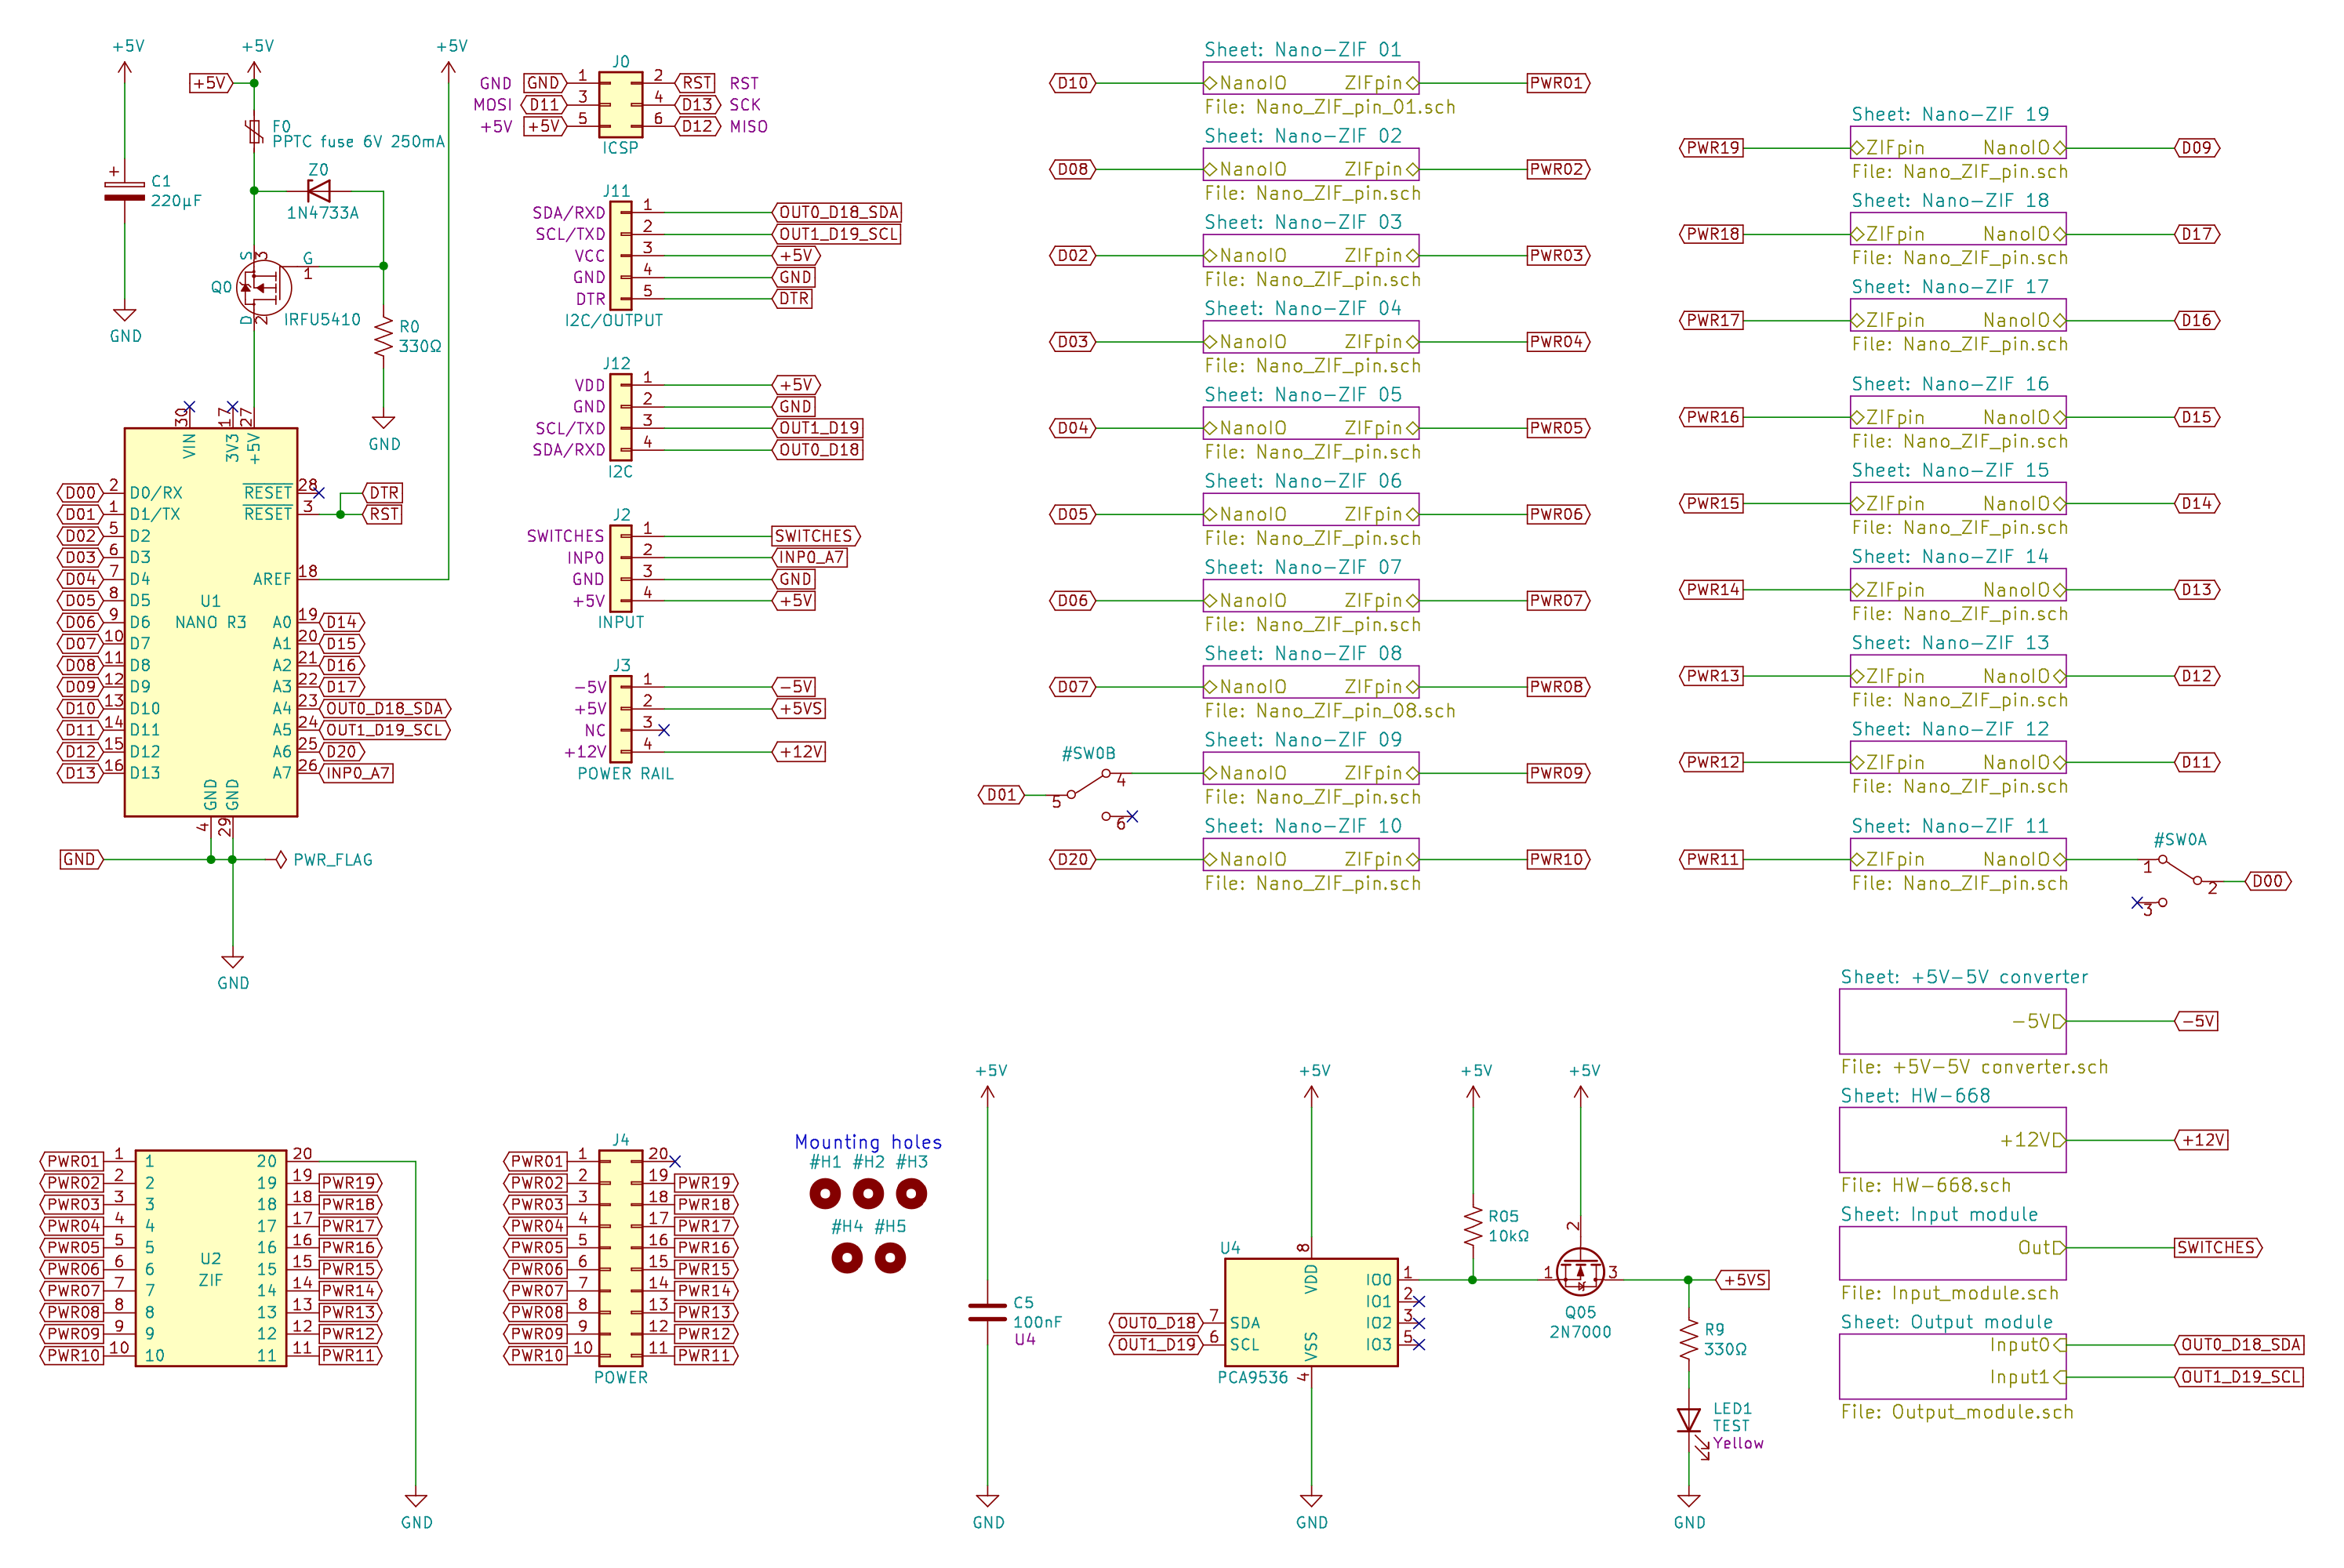 +5V
+5V
+5V
+5V
F0
PPTC fuse 6V 250mA
Z0
1N4733A
+
C1
220µF
S
3
G
1
Q0
D
2
IRFU5410
R0
330Ω
GND
GND
30 17 27
VIN 3V3 +5V
D00 2 D0/RX RESET 28 DTR
D01 1 D1/TX RESET 3 RST
D02 5 D2
D03 6 D3
D04 7 D4 AREF 18
D05 8 D5 U1
D06 9 D6 NANO R3 A0 19 D14
D07 10 D7 A1 20 D15
D08 11 D8 A2 21 D16
D09 12 D9 A3 22 D17
D10 13 D10 A4 23 OUT0_D18_SDA
D11 14 D11 A5 24 OUT1_D19_SCL
D12 15 D12 A6 25 D20
D13 16 D13 A7 26 INP0_A7
GND GND
4 29
GND PWR_FLAG
GND
J0
GND GND 1 2 RST RST
MOSI D11 3 4 D13 SCK
+5V +5V 5 6 D12 MISO
ICSP
J11
SDA/RXD 1 OUT0_D18_SDA
SCL/TXD 2 OUT1_D19_SCL
VCC 3 +5V
GND 4 GND
DTR 5 DTR
I2C/OUTPUT
J12
VDD 1 +5V
GND 2 GND
SCL/TXD 3 OUT1_D19
SDA/RXD 4 OUT0_D18
I2C
J2
SWITCHES 1 SWITCHES
INP0 2 INP0_A7
GND 3 GND
+5V 4 +5V
INPUT
J3
-5V 1 -5V
+5V 2 +5VS
NC 3
+12V 4 +12V
POWER RAIL
Sheet: Nano-ZIF 01
D10 NanoIO ZIFpin PWR01
File: Nano_ZIF_pin_01.sch
Sheet: Nano-ZIF 02
D08 NanoIO ZIFpin PWR02
File: Nano_ZIF_pin.sch
Sheet: Nano-ZIF 03
D02 NanoIO ZIFpin PWR03
File: Nano_ZIF_pin.sch
Sheet: Nano-ZIF 04
D03 NanoIO ZIFpin PWR04
File: Nano_ZIF_pin.sch
Sheet: Nano-ZIF 05
D04 NanoIO ZIFpin PWR05
File: Nano_ZIF_pin.sch
Sheet: Nano-ZIF 06
D05 NanoIO ZIFpin PWR06
File: Nano_ZIF_pin.sch
Sheet: Nano-ZIF 07
D06 NanoIO ZIFpin PWR07
File: Nano_ZIF_pin.sch
Sheet: Nano-ZIF 08
D07 NanoIO ZIFpin PWR08
File: Nano_ZIF_pin_08.sch
Sheet: Nano-ZIF 09
#SW0B
D01 5 4 6
NanoIO ZIFpin PWR09
File: Nano_ZIF_pin.sch
Sheet: Nano-ZIF 10
D20 NanoIO ZIFpin PWR10
File: Nano_ZIF_pin.sch
Sheet: Nano-ZIF 19
PWR19 ZIFpin NanoIO D09
File: Nano_ZIF_pin.sch
Sheet: Nano-ZIF 18
PWR18 ZIFpin NanoIO D17
File: Nano_ZIF_pin.sch
Sheet: Nano-ZIF 17
PWR17 ZIFpin NanoIO D16
File: Nano_ZIF_pin.sch
Sheet: Nano-ZIF 16
PWR16 ZIFpin NanoIO D15
File: Nano_ZIF_pin.sch
Sheet: Nano-ZIF 15
PWR15 ZIFpin NanoIO D14
File: Nano_ZIF_pin.sch
Sheet: Nano-ZIF 14
PWR14 ZIFpin NanoIO D13
File: Nano_ZIF_pin.sch
Sheet: Nano-ZIF 13
PWR13 ZIFpin NanoIO D12
File: Nano_ZIF_pin.sch
Sheet: Nano-ZIF 12
PWR12 ZIFpin NanoIO D11
File: Nano_ZIF_pin.sch
Sheet: Nano-ZIF 11
PWR11 ZIFpin NanoIO
File: Nano_ZIF_pin.sch
#SW0A
1 2 3 D00
Sheet: +5V-5V converter
-5V -5V
File: +5V-5V converter.sch
Sheet: HW-668
+12V +12V
File: HW-668.sch
Sheet: Input module
Out SWITCHES
File: Input_module.sch
Sheet: Output module
Input0 OUT0_D18_SDA
Input1 OUT1_D19_SCL
File: Output_module.sch
PWR01 1 1 20 20
PWR02 2 2 19 19 PWR19
PWR03 3 3 18 18 PWR18
PWR04 4 4 17 17 PWR17
PWR05 5 5 16 16 PWR16
U2
ZIF
PWR06 6 6 15 15 PWR15
PWR07 7 7 14 14 PWR14
PWR08 8 8 13 13 PWR13
PWR09 9 9 12 12 PWR12
PWR10 10 10 11 11 PWR11
GND
J4
PWR01 1 20
PWR02 2 19 PWR19
PWR03 3 18 PWR18
PWR04 4 17 PWR17
PWR05 5 16 PWR16
PWR06 6 15 PWR15
PWR07 7 14 PWR14
PWR08 8 13 PWR13
PWR09 9 12 PWR12
PWR10 10 11 PWR11
POWER
Mounting holes
#H1 #H2 #H3
#H4 #H5
+5V
C5
100nF
U4
GND
+5V
U4
8
VDD
OUT0_D18 7 SDA
OUT1_D19 6 SCL
IO0 1
IO1 2
IO2 3
IO3 5
VSS
4
PCA9536
GND
+5V
R05
10kΩ
+5V
2
1 3
Q05
2N7000
+5VS
R9
330Ω
LED1
TEST
Yellow
GND